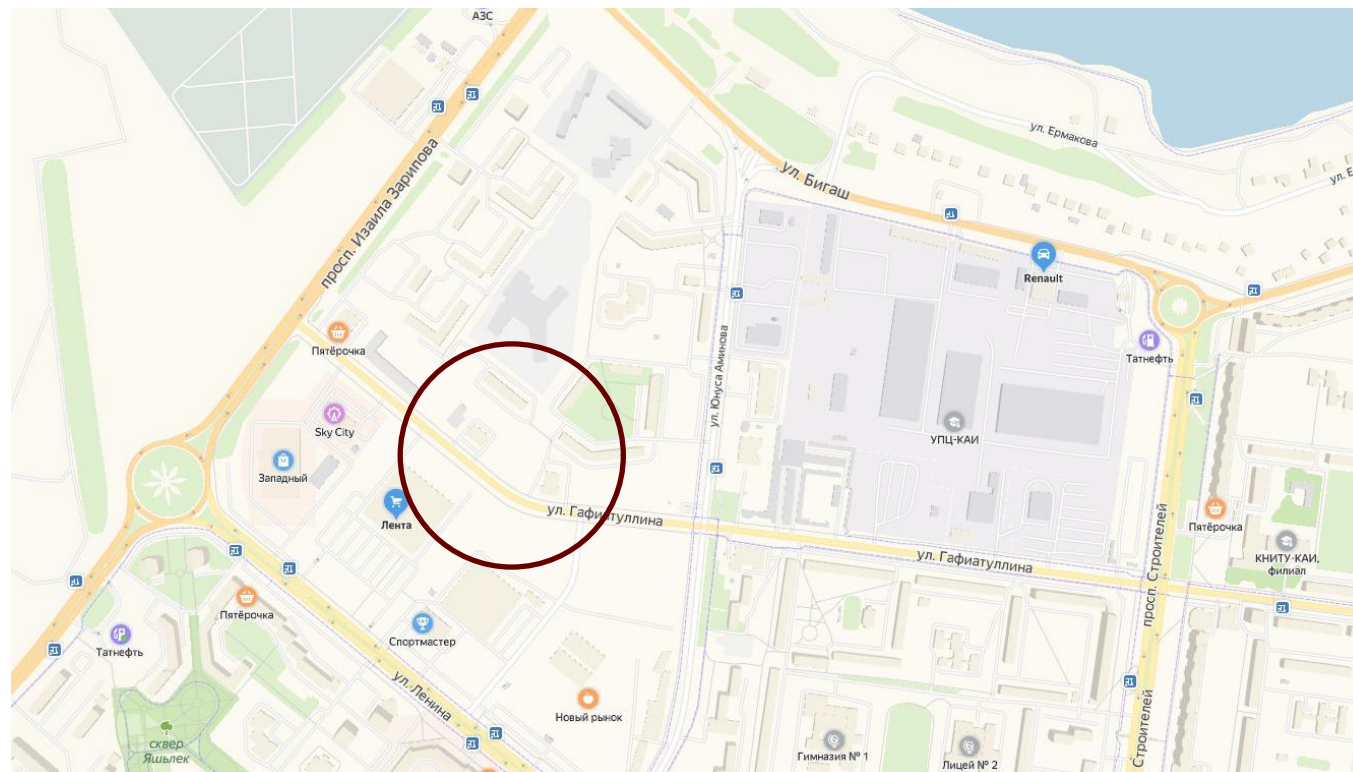 АЗС
ул. Ермакова
ул. Бигаш
просп. Изаила Зарипова
Renault
Пятёрочка
Татнефть
ул. Юнуса Аминова
Sky City
УПЦ-КАИ
Западный
Лента
ул. Гафиатуллина
Пятёрочка
КНИТУ-КАИ,
филиал
ул. Гафиатуллина
просп. Строителей
Пятёрочка
Татнефть
Спортмастер
ул. Ленина
Новый рынок
Строителей
сквер
Яшьлек
Гимназия № 1
Лицей № 2